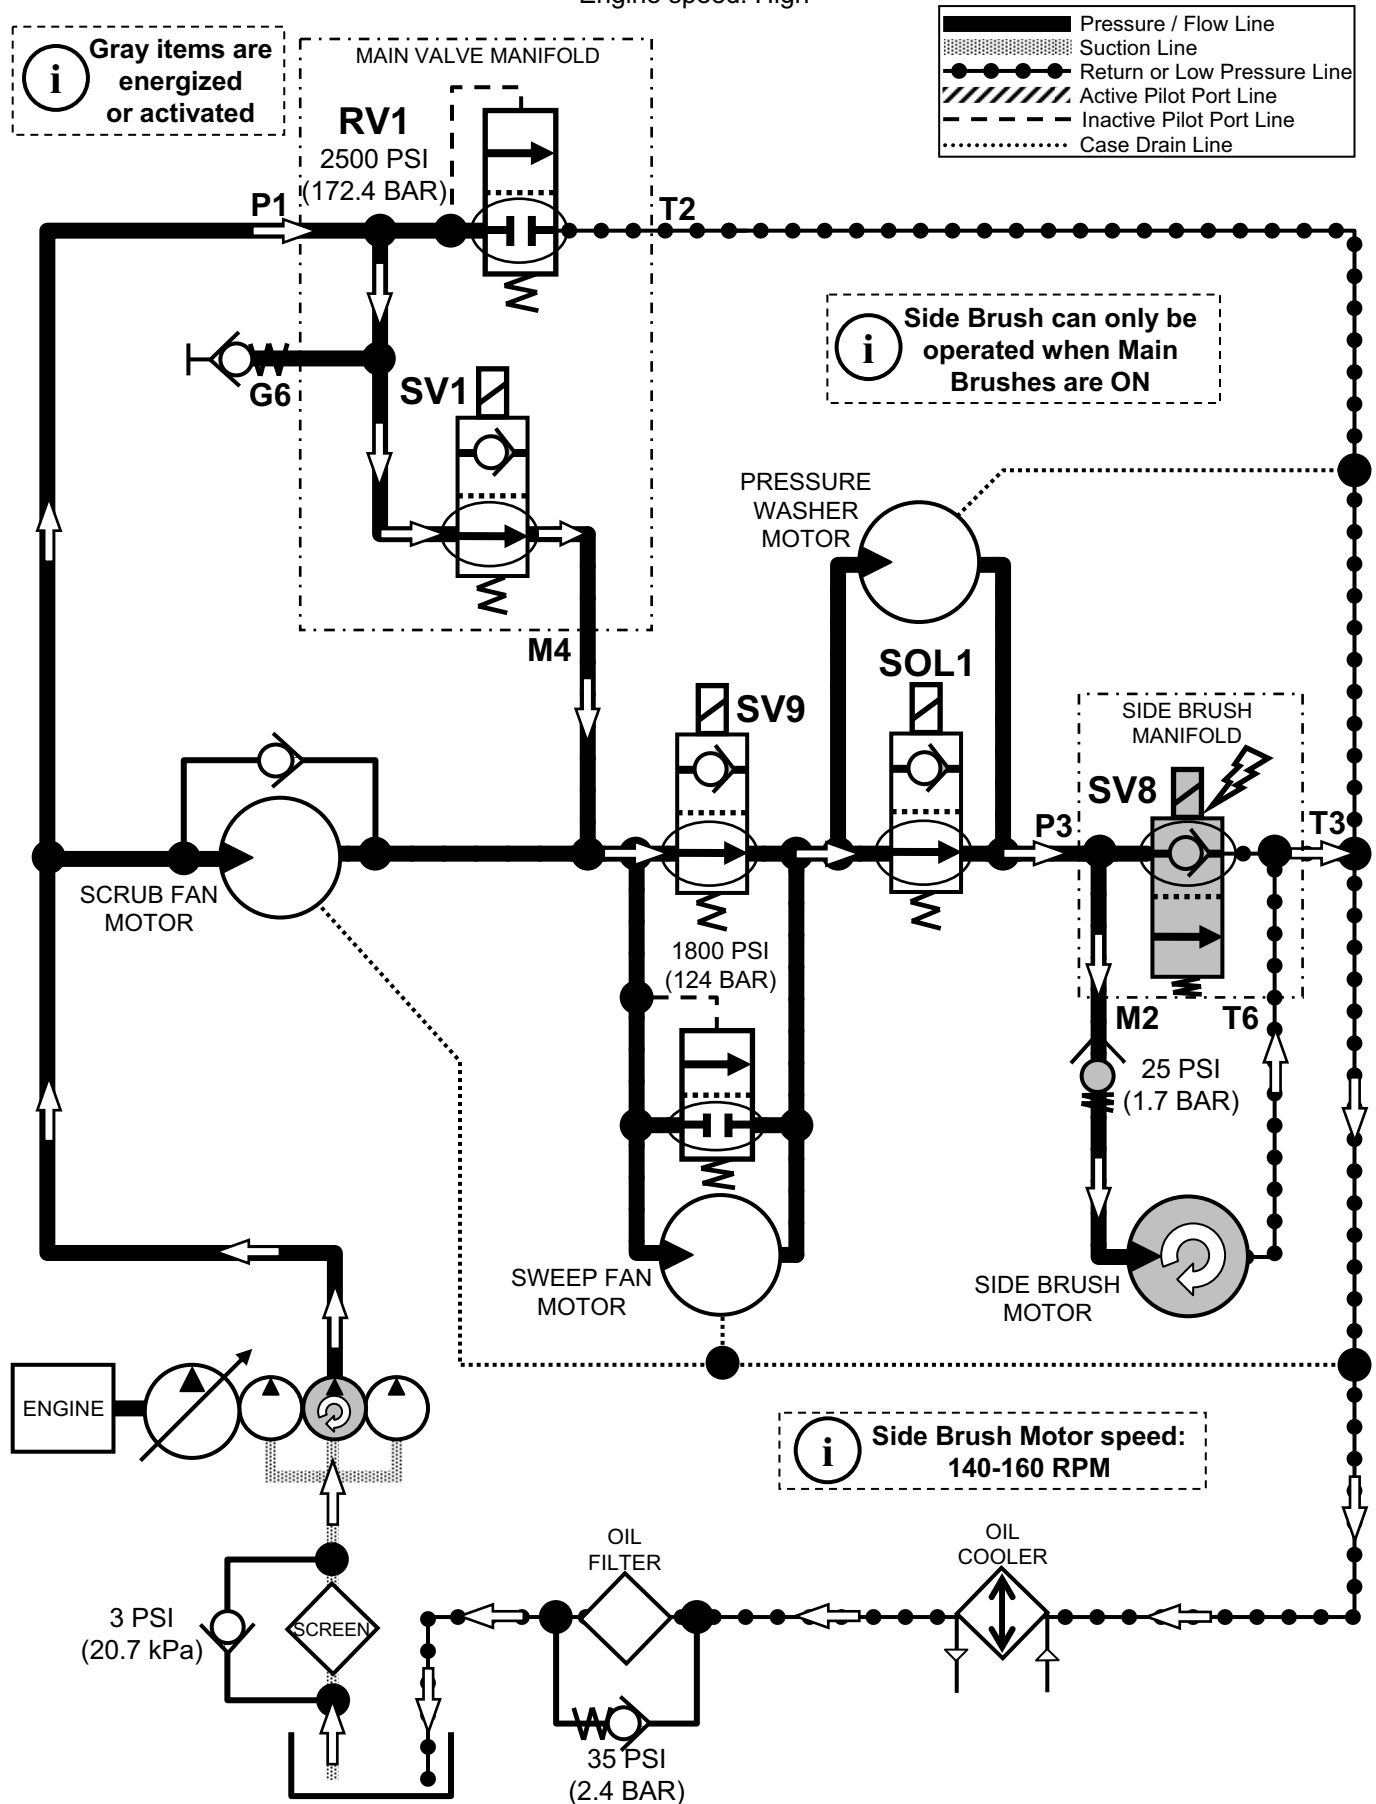 Engine speed: High
Gray items are
energized
or activated
MAIN VALVE MANIFOLD
RV1
2500 PSI
(172.4 BAR)
Pressure / Flow Line
Suction Line
Return or Low Pressure Line
Active Pilot Port Line
Inactive Pilot Port Line
Case Drain Line
P1
T2
i
i
Side Brush can only be
operated when Main
Brushes are ON
G6
SV1
PRESSURE
WASHER
MOTOR
M4
SOL1
SV9
SIDE BRUSH
MANIFOLD
SV8
P3
T3
SCRUB FAN
MOTOR
1800 PSI
(124 BAR)
M2
T6
25 PSI
(1.7 BAR)
SWEEP FAN
MOTOR
SIDE BRUSH
MOTOR
ENGINE
i
Side Brush Motor speed:
140-160 RPM
OIL
FILTER
OIL
COOLER
3 PSI
(20.7 kPa)
SCREEN
35 PSI
(2.4 BAR)